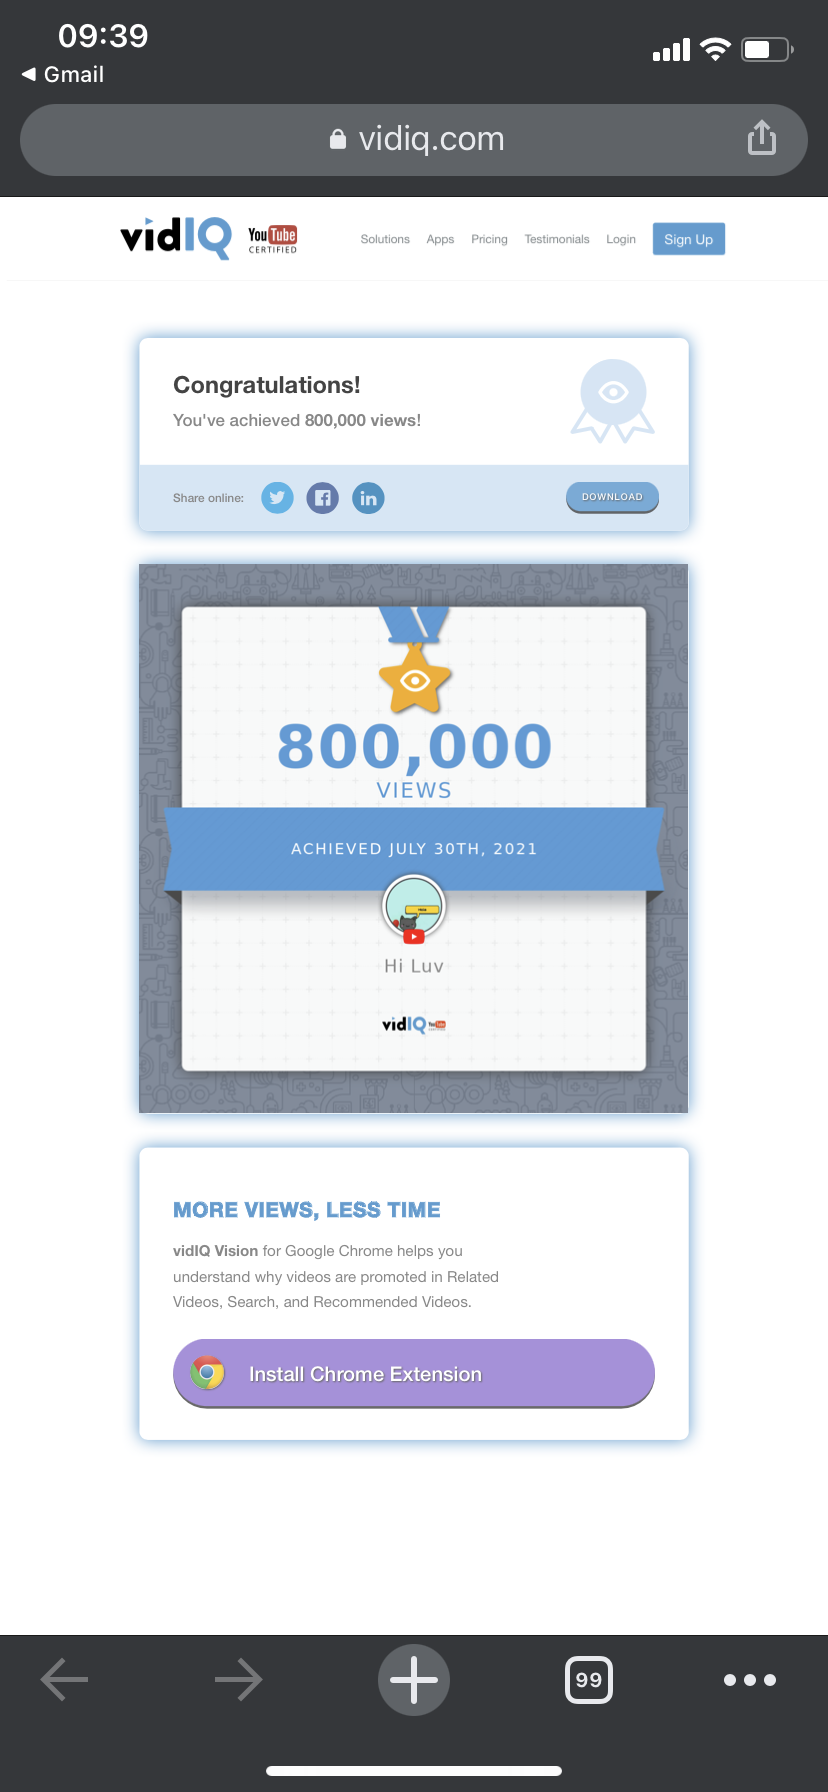 09:39
◀ Gmail
vidiq.com
vidIQ YouTube CERTIFIED
Solutions Apps Pricing Testimonials Login Sign Up
Congratulations!
You've achieved 800,000 views!
Share online: DOWNLOAD
800,000
VIEWS
ACHIEVED JULY 30TH, 2021
Hi Luv
vidIQ YouTube
MORE VIEWS, LESS TIME
vidIQ Vision for Google Chrome helps you
understand why videos are promoted in Related
Videos, Search, and Recommended Videos.
Install Chrome Extension
99